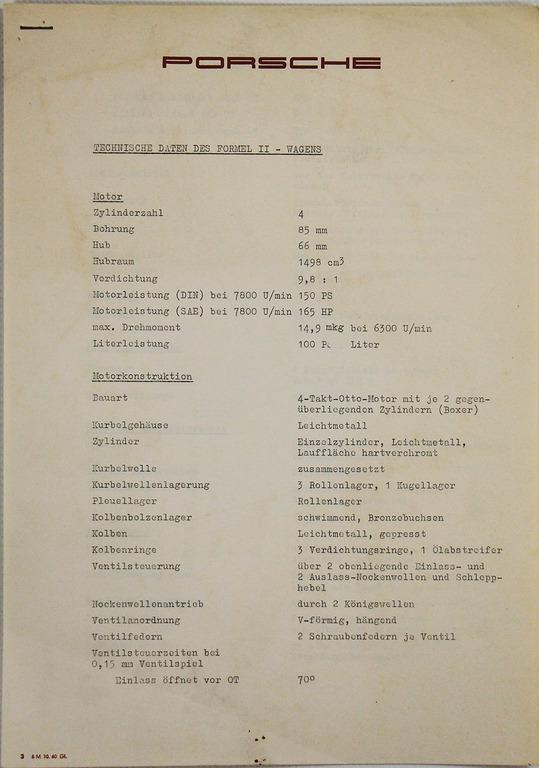 PORSCHE
TECHNISCHE DATEN DES FORMEL II - WAGENS
Motor
Zylinderzahl 4
Bohrung 85 mm
Hub 66 mm
Hubraum 1498 cm3
Verdichtung 9,8 : 1
Motorleistung (DIN) bei 7800 U/min 150 PS
Motorleistung (SAE) bei 7800 U/min 165 HP
max. Drehmoment 14,9 mkg bei 6300 U/min
Literleistung 100 Liter
Motorkonstruktion
Bauart 4-Takt-Otto-Motor mit je 2 gegen-
überliegenden Zylindern (Boxer)
Kurbelgehäuse Leichtmetall
Zylinder Einzelzylinder, Leichtmetall,
Lauffläche hartverchromt
Kurbelwelle zusammengesetzt
Kurbelwellenlagerung 3 Rollenlager, 1 Kugellager
Pleuellager Rollenlager
Kolbenbolzenlager schwimmend, Bronzebuchsen
Kolben Leichtmetall, gepresst
Kolbenringe 3 Verdichtungsringe, 1 Ölabstreifer
Ventilsteuerung über 2 obenliegende Einlass- und
2 Auslass-Nockenwellen und Schlepp-
hebel
Nockenwellenantrieb durch 2 Königswellen
Ventilanordnung V-förmig, hängend
Ventilfedern 2 Schraubenfedern je Ventil
Ventilsteuerzeiten bei
0,15 mm Ventilspiel
Einlass öffnet vor OT 70°
3 6 M 10. 60 GL